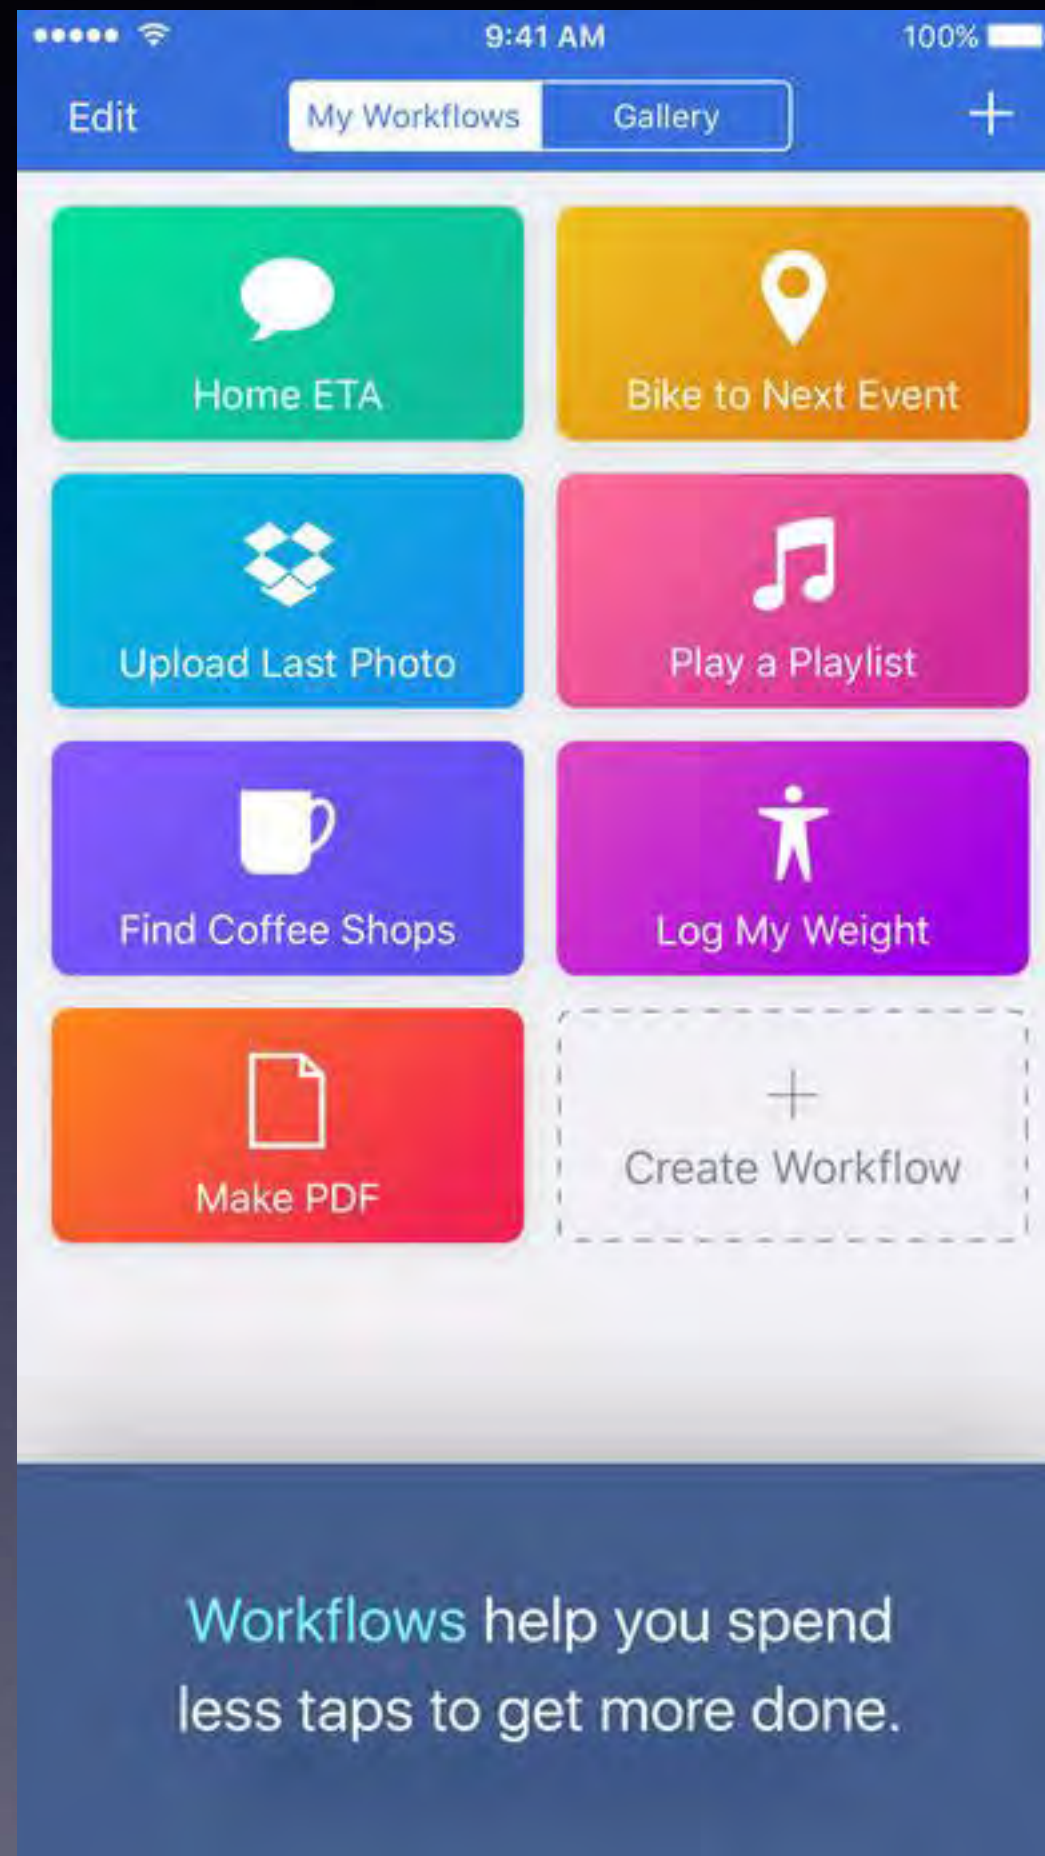 9:41 AM 100%
Edit My Workflows Gallery
Home ETA Bike to Next Event
Upload Last Photo Play a Playlist
Find Coffee Shops Log My Weight
Make PDF Create Workflow
Workflows help you spend
less taps to get more done.